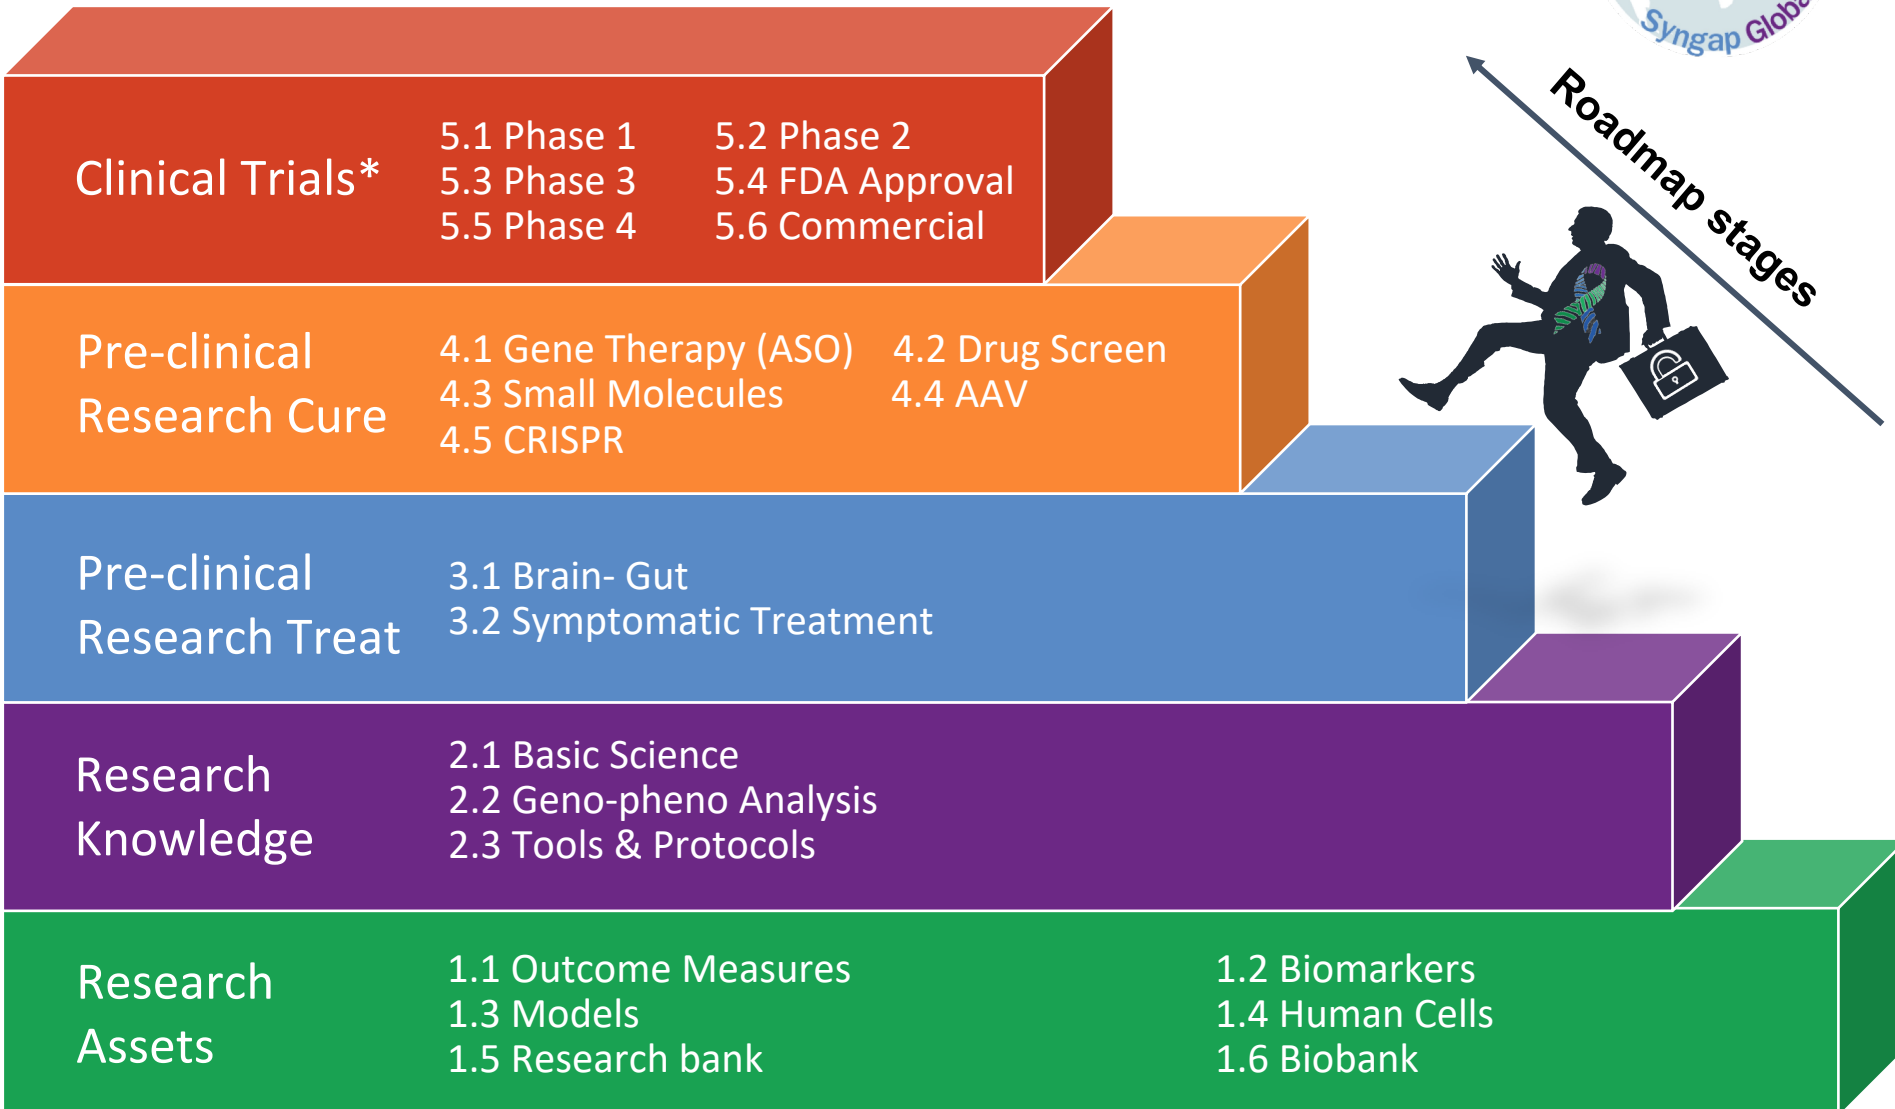 Syngap Global
Roadmap stages
Clinical Trials*
5.1 Phase 1 5.2 Phase 2
5.3 Phase 3 5.4 FDA Approval
5.5 Phase 4 5.6 Commercial
Pre-clinical
Research Cure
4.1 Gene Therapy (ASO) 4.2 Drug Screen
4.3 Small Molecules 4.4 AAV
4.5 CRISPR
Pre-clinical
Research Treat
3.1 Brain- Gut
3.2 Symptomatic Treatment
Research
Knowledge
2.1 Basic Science
2.2 Geno-pheno Analysis
2.3 Tools & Protocols
Research
Assets
1.1 Outcome Measures 1.2 Biomarkers
1.3 Models 1.4 Human Cells
1.5 Research bank 1.6 Biobank